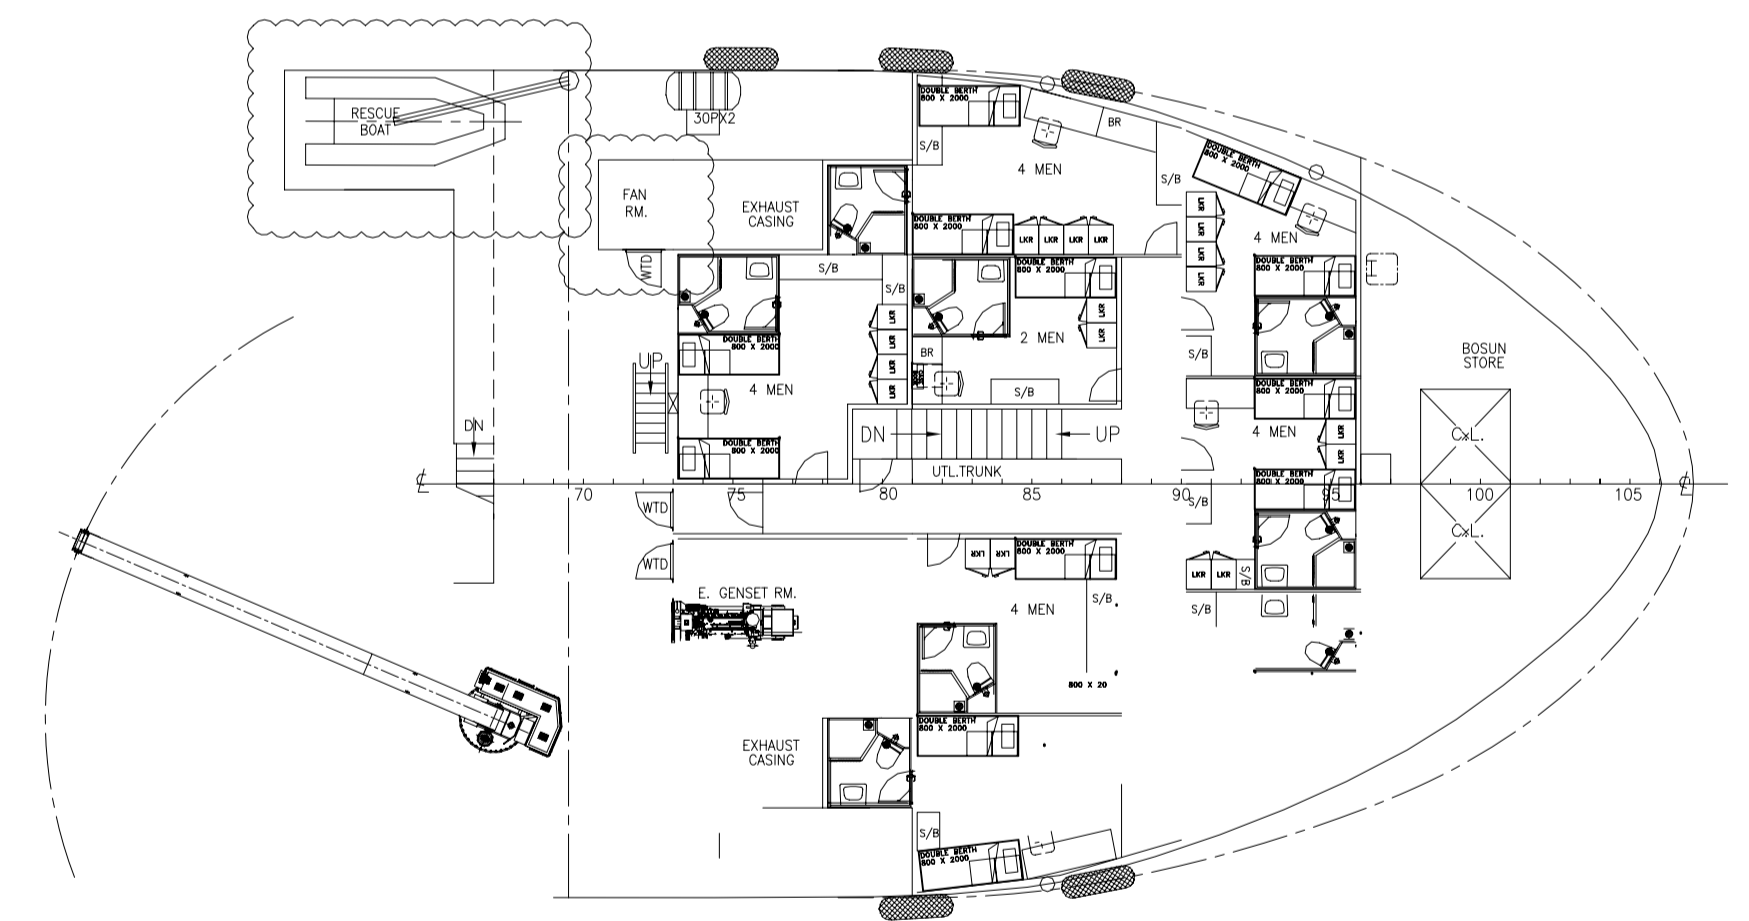 DOUBLE BERTH
800 X 2000
RESCUE
BOAT
30PX2
BR
S/B
4 MEN
DOUBLE BERTH
800 X 2000
S/B
FAN
RM.
EXHAUST
CASING
LKR
LKR
LKR
LKR
4 MEN
DOUBLE BERTH
800 X 2000
LKR
LKR
LKR
LKR
WTD
S/B
DOUBLE BERTH
800 X 2000
DOUBLE BERTH
800 X 2000
S/B
LKR
LKR
LKR
LKR
LKR
LKR
2 MEN
DOUBLE BERTH
800 X 2000
BR
S/B
BOSUN
STORE
UP
4 MEN
S/B
DOUBLE BERTH
800 X 2000
DN
DOUBLE BERTH
800 X 2000
DN
UP
4 MEN
LKR
LKR
C.L.
UTL.TRUNK
DOUBLE BERTH
800 X 2000
70
75
80
85
90
95
100
105
S/B
WTD
C.L.
WTD
LKR
LKR
DOUBLE BERTH
800 X 2000
LKR
LKR
S/B
E. GENSET RM.
4 MEN
S/B
S/B
800 X 20
DOUBLE BERTH
800 X 2000
EXHAUST
CASING
S/B
DOUBLE BERTH
800 X 2000